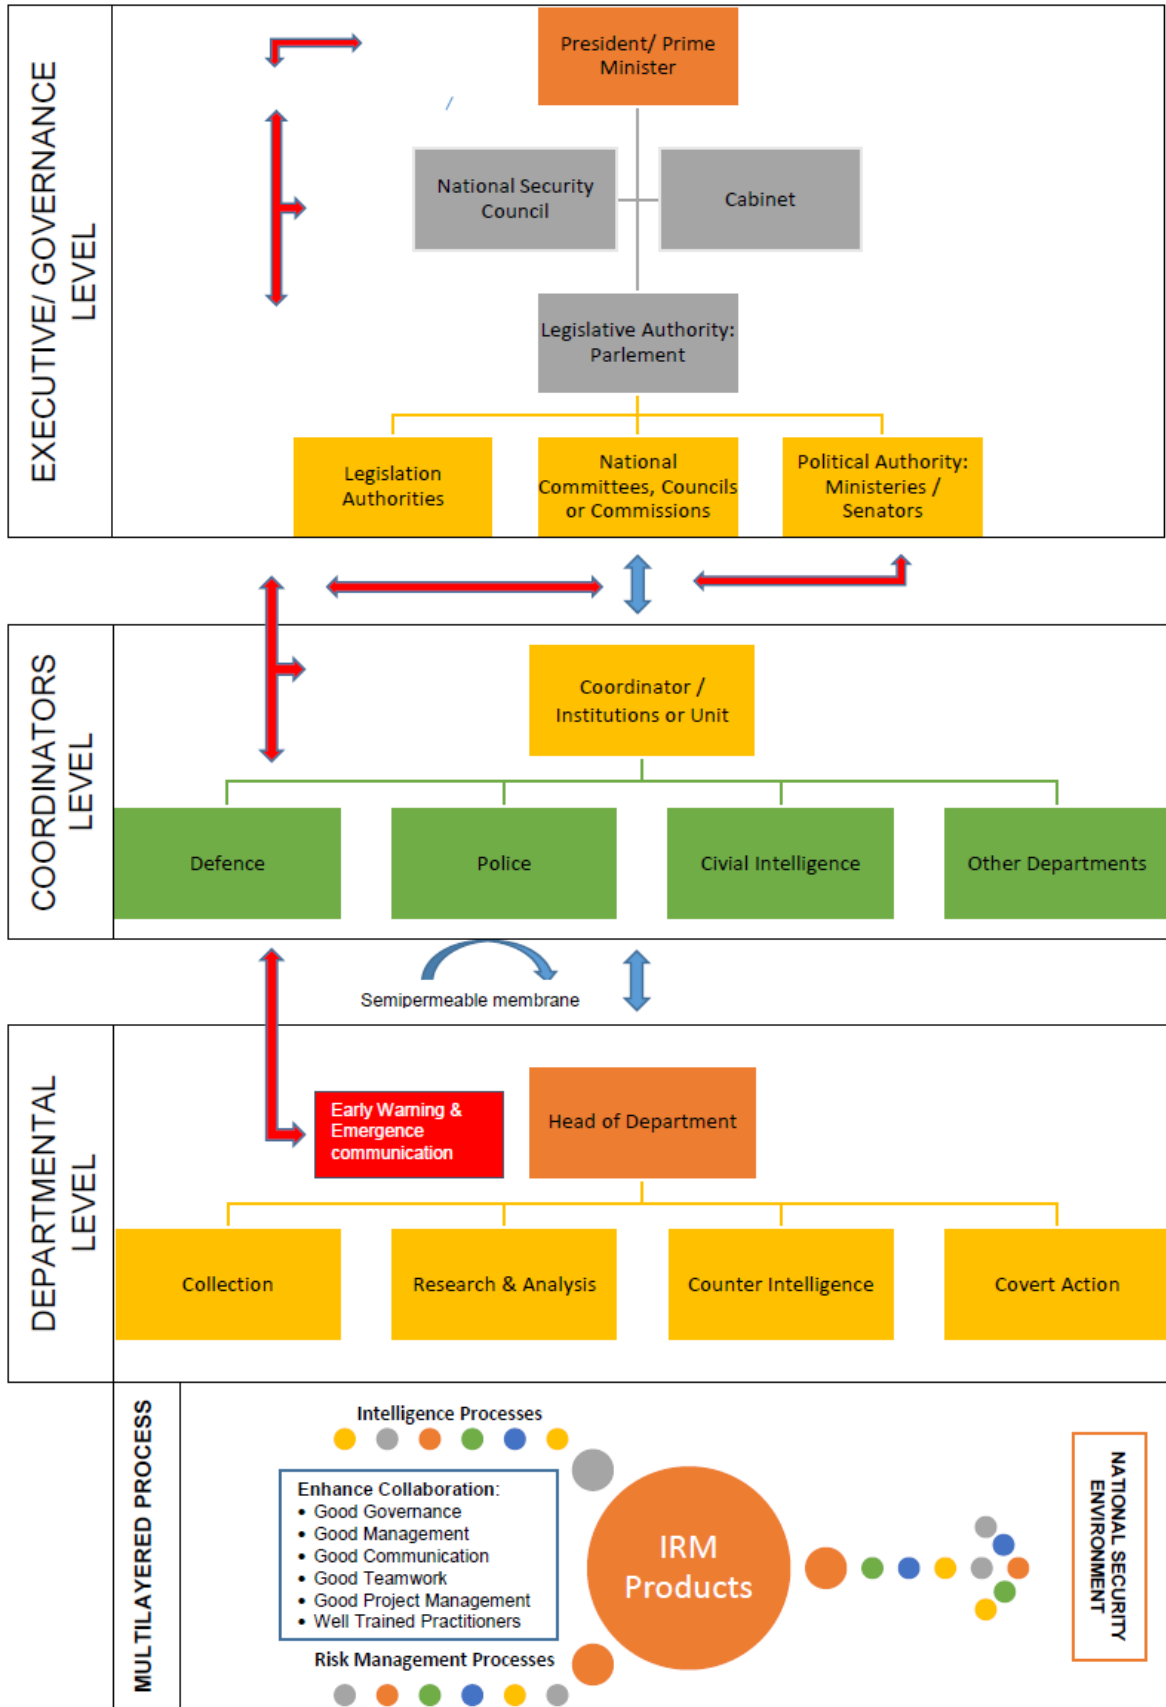 EXECUTIVE/ GOVERNANCE
LEVEL
President/ Prime
Minister
/
National Security
Council
Cabinet
Legislative Authority:
Parlement
Legislation
Authorities
National
Committees, Councils
or Commissions
Political Authority:
Ministeries /
Senators
COORDINATORS
LEVEL
Coordinator /
Institutions or Unit
Defence
Police
Civial Intelligence
Other Departments
Semipermeable membrane
DEPARTMENTAL
LEVEL
Early Warning &
Emergence
communication
Head of Department
Collection
Research & Analysis
Counter Intelligence
Covert Action
MULTILAYERED PROCESS
Intelligence Processes
Enhance Collaboration:
• Good Governance
• Good Management
• Good Communication
• Good Teamwork
• Good Project Management
• Well Trained Practitioners
Risk Management Processes
IRM
Products
NATIONAL SECURITY
ENVIRONMENT